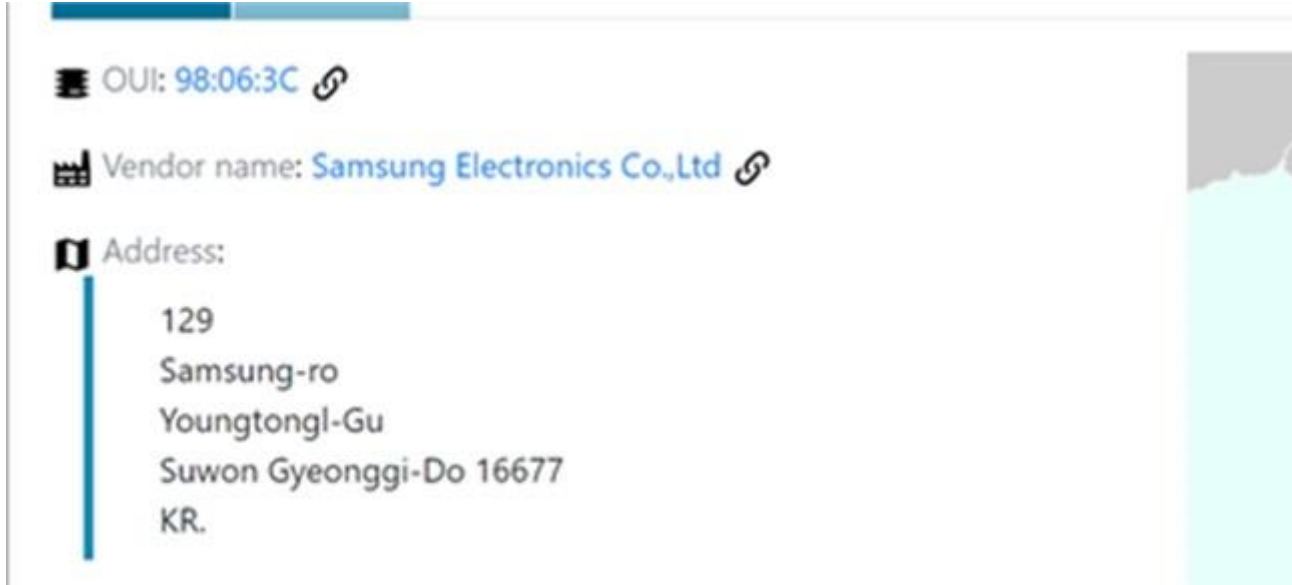 OUI: 98:06:3C
Vendor name: Samsung Electronics Co.,Ltd
Address:
129
Samsung-ro
Youngtongl-Gu
Suwon Gyeonggi-Do 16677
KR.